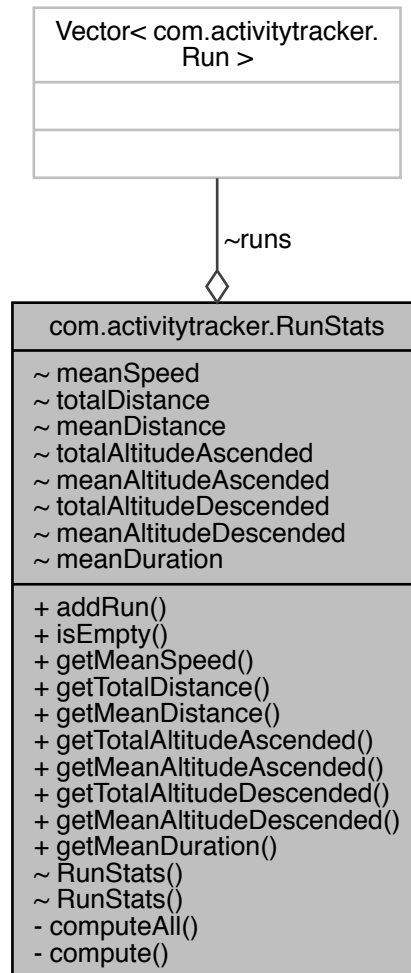 Vector< com.activitytracker.
Run >
~runs
com.activitytracker.RunStats
~ meanSpeed
~ totalDistance
~ meanDistance
~ totalAltitudeAscended
~ meanAltitudeAscended
~ totalAltitudeDescended
~ meanAltitudeDescended
~ meanDuration
+ addRun()
+ isEmpty()
+ getMeanSpeed()
+ getTotalDistance()
+ getMeanDistance()
+ getTotalAltitudeAscended()
+ getMeanAltitudeAscended()
+ getTotalAltitudeDescended()
+ getMeanAltitudeDescended()
+ getMeanDuration()
~ RunStats()
~ RunStats()
- computeAll()
- compute()